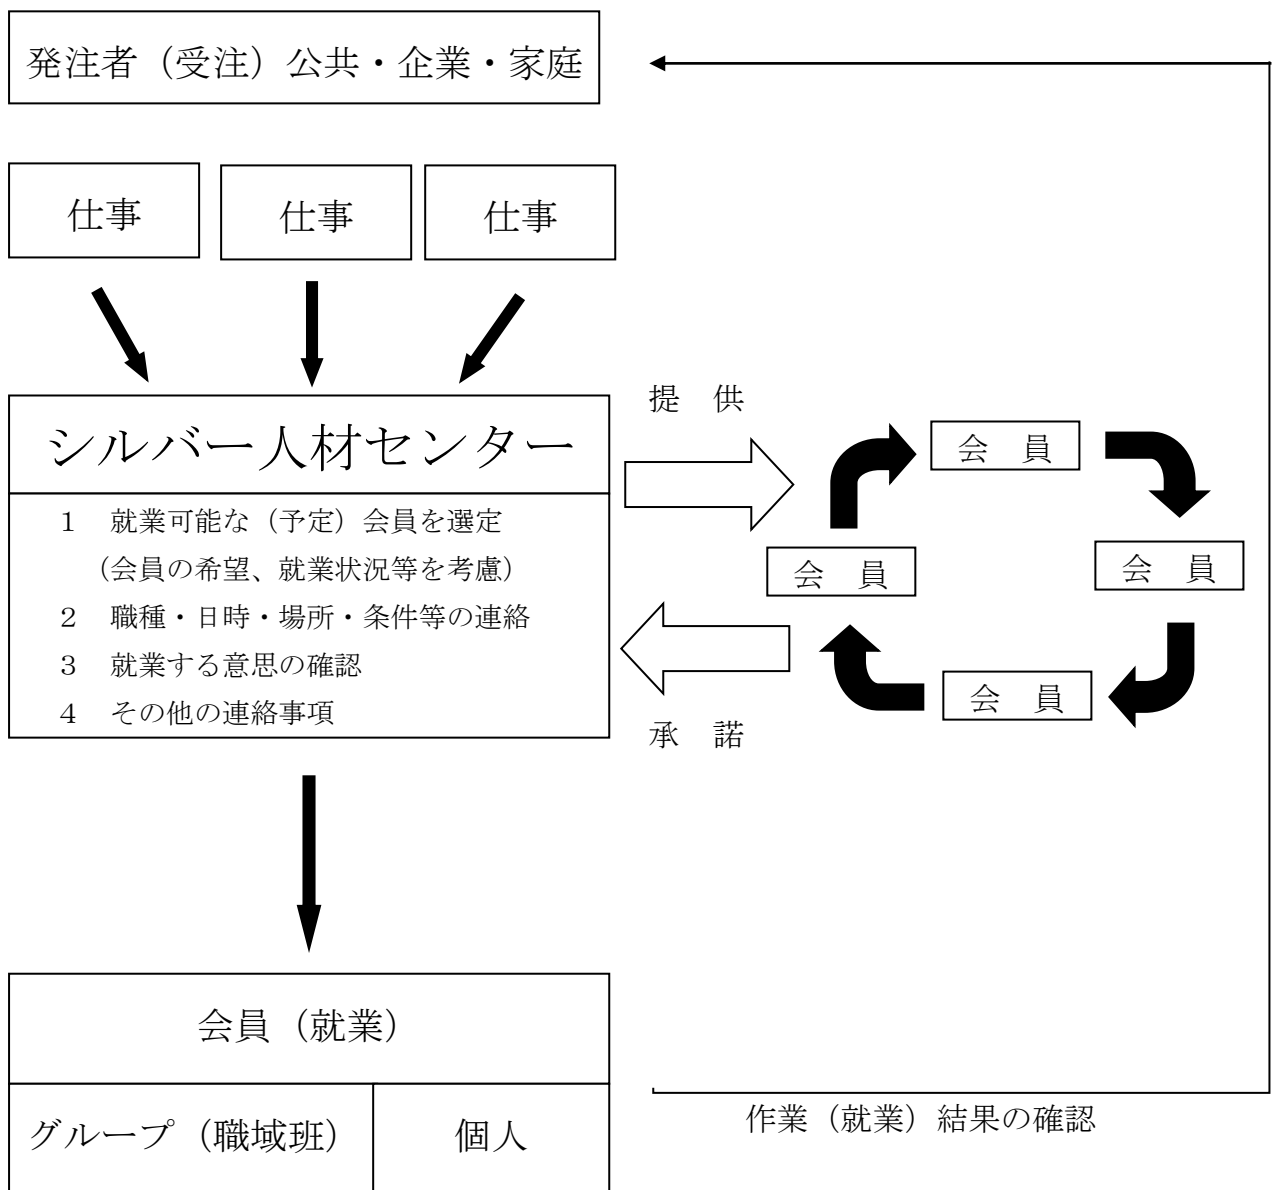 発注者（受注）公共・企業・家庭
仕事
仕事
仕事
シルバー人材センター
１　就業可能な（予定）会員を選定
（会員の希望、就業状況等を考慮）
２　職種・日時・場所・条件等の連絡
３　就業する意思の確認
４　その他の連絡事項
提　供
会　員
会　員
会　員
会　員
承　諾
会員（就業）
グループ（職域班）
個人
作業（就業）結果の確認